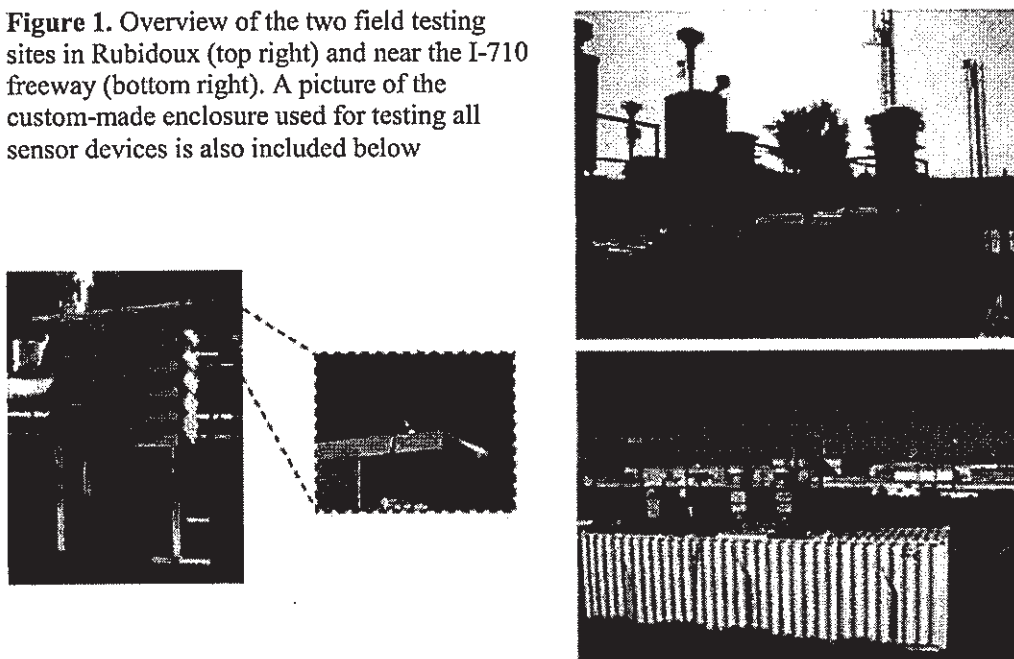 Figure 1. Overview of the two field testing
sites in Rubidoux (top right) and near the I-710
freeway (bottom right). A picture of the
custom-made enclosure used for testing all
sensor devices is also included below